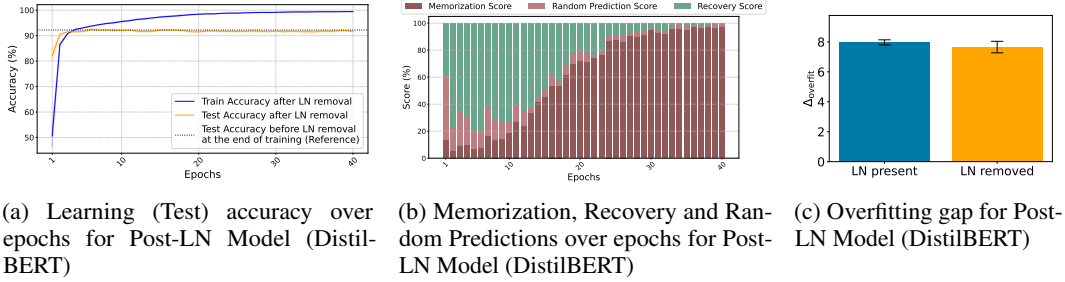 100
90
80
70
60
50
Accuracy (%)
Train Accuracy after LN removal
Test Accuracy after LN removal
Test Accuracy before LN removal
at the end of training (Reference)
1
10
20
30
40
Epochs
Memorization Score
Random Prediction Score
Recovery Score
100
80
60
40
20
0
Score (%)
1
10
20
30
40
Epochs
8
6
4
2
0
Δoverfit
LN present
LN removed
(a) Learning (Test) accuracy over
epochs for Post-LN Model (Distil-
BERT)
(b) Memorization, Recovery and Ran-
dom Predictions over epochs for Post-
LN Model (DistilBERT)
(c) Overfitting gap for Post-
LN Model (DistilBERT)